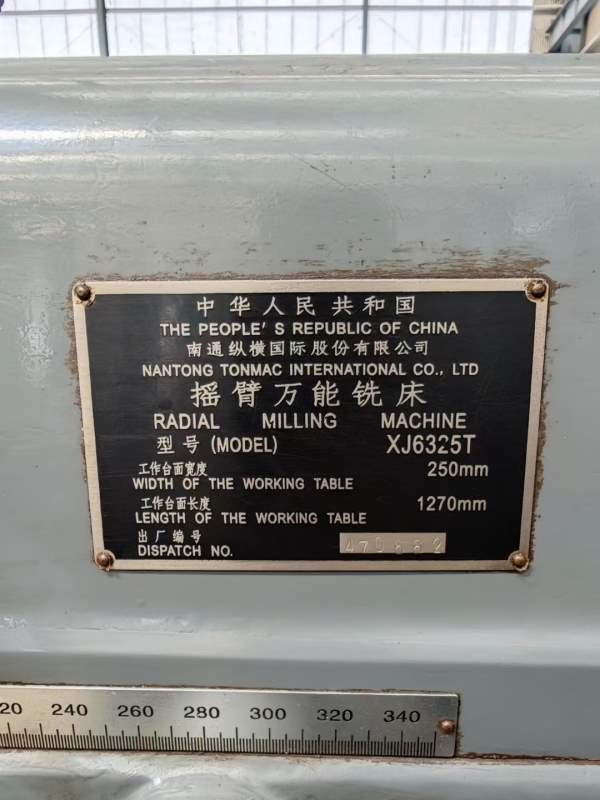 中华人民共和国
THE PEOPLE'S REPUBLIC OF CHINA
南通纵横国际股份有限公司
NANTONG TONMAC INTERNATIONAL CO., LTD
摇臂万能铣床
RADIAL MILLING MACHINE
型号 (MODEL) XJ6325T
工作台面宽度 250mm
WIDTH OF THE WORKING TABLE
工作台面长度 1270mm
LENGTH OF THE WORKING TABLE
出厂编号
DISPATCH NO.
20 240 260 280 300 320 340